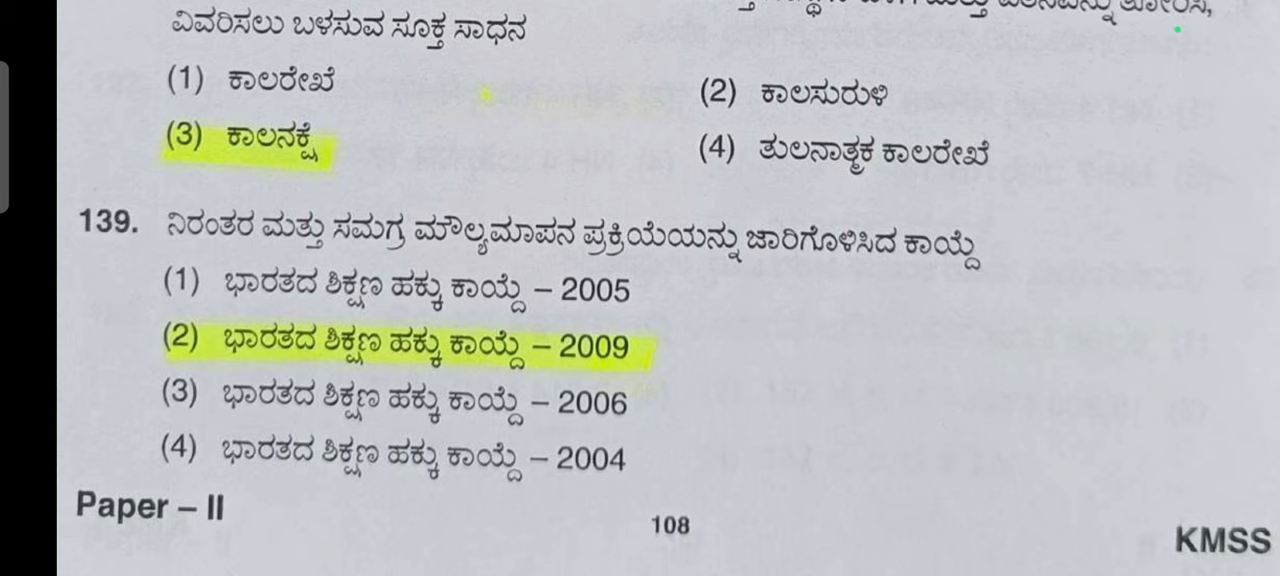 ವಿವರಿಸಲು ಬಳಸುವ ಸೂಕ್ತ ಸಾಧನ
(1) ಕಾಲರೇಖೆ
(2) ಕಾಲಸುರುಳಿ
(3) ಕಾಲನಕ್ಷೆ
(4) ತುಲನಾತ್ಮಕ ಕಾಲರೇಖೆ
139. ನಿರಂತರ ಮತ್ತು ಸಮಗ್ರ ಮೌಲ್ಯಮಾಪನ ಪ್ರಕ್ರಿಯೆಯನ್ನು ಜಾರಿಗೊಳಿಸಿದ ಕಾಯ್ದೆ
(1) ಭಾರತದ ಶಿಕ್ಷಣ ಹಕ್ಕು ಕಾಯ್ದೆ – 2005
(2) ಭಾರತದ ಶಿಕ್ಷಣ ಹಕ್ಕು ಕಾಯ್ದೆ – 2009
(3) ಭಾರತದ ಶಿಕ್ಷಣ ಹಕ್ಕು ಕಾಯ್ದೆ – 2006
(4) ಭಾರತದ ಶಿಕ್ಷಣ ಹಕ್ಕು ಕಾಯ್ದೆ – 2004
Paper – II
108
KMSS